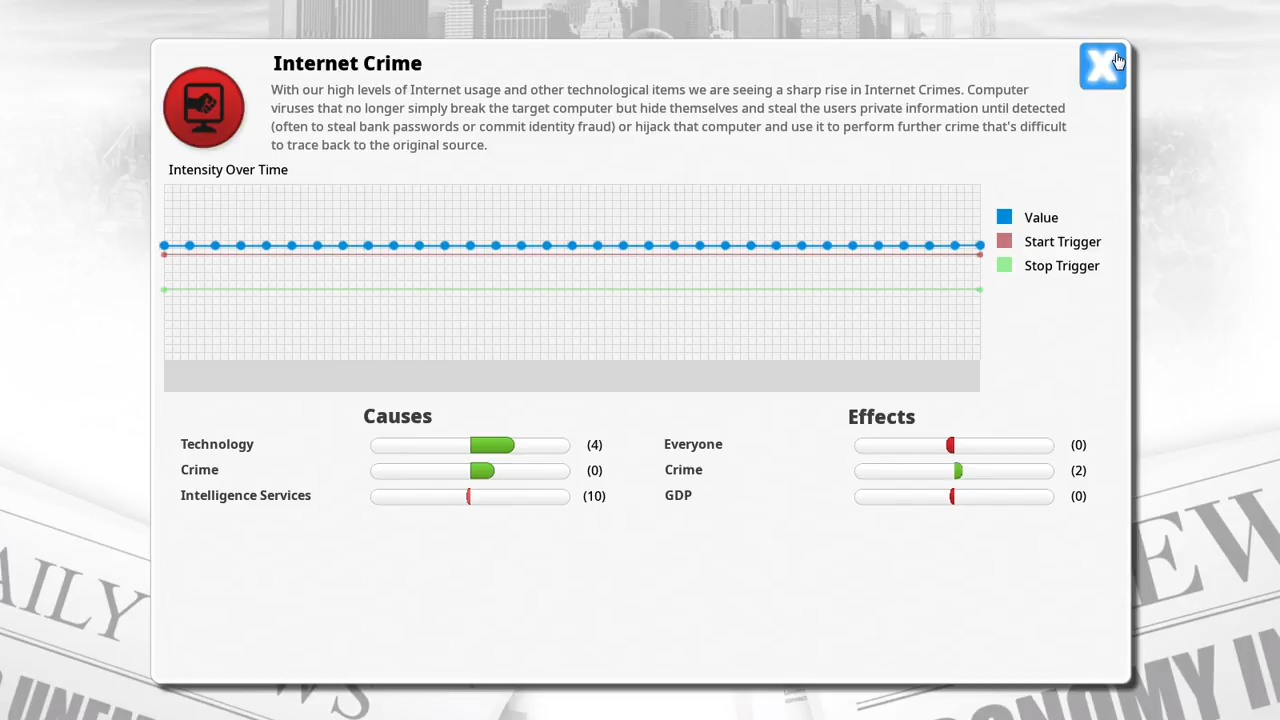 Internet Crime
With our high levels of Internet usage and other technological items we are seeing a sharp rise in Internet Crimes. Computer
viruses that no longer simply break the target computer but hide themselves and steal the users private information until detected
(often to steal bank passwords or commit identity fraud) or hijack that computer and use it to perform further crime that's difficult
to trace back to the original source.
Intensity Over Time
Value
Start Trigger
Stop Trigger
Causes
Effects
Technology (4) Everyone (0)
Crime (0) Crime (2)
Intelligence Services (10) GDP (0)
AILY